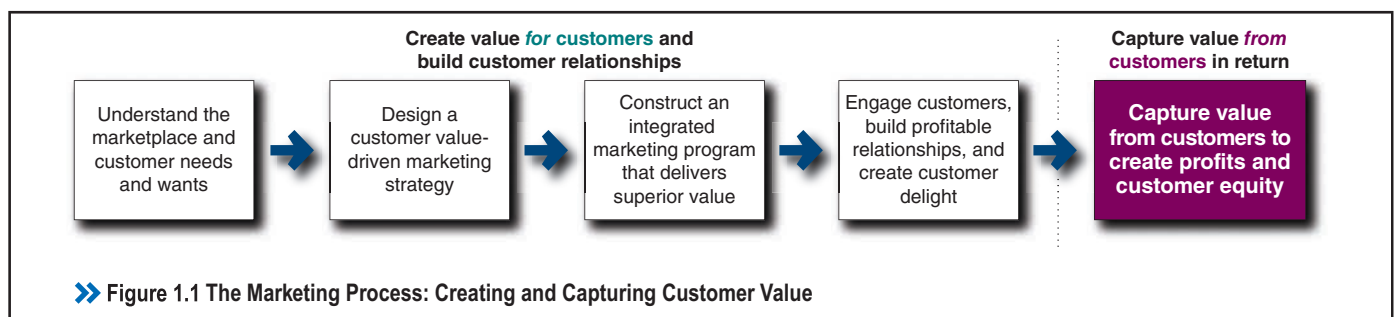 Create value for customers and
build customer relationships
Capture value from
customers in return
Understand the
marketplace and
customer needs
and wants
Design a
customer value-
driven marketing
strategy
Construct an
integrated
marketing program
that delivers
superior value
Engage customers,
build profitable
relationships, and
create customer
delight
Capture value
from customers to
create profits and
customer equity
Figure 1.1 The Marketing Process: Creating and Capturing Customer Value